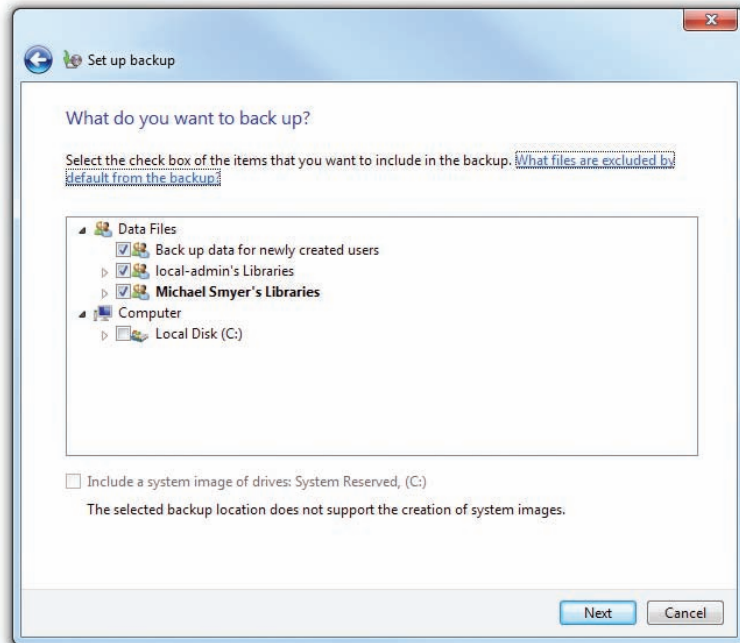 Set up backup
What do you want to back up?
Select the check box of the items that you want to include in the backup. What files are excluded by
default from the backup?
Data Files
Back up data for newly created users
local-admin's Libraries
Michael Smyer's Libraries
Computer
Local Disk (C:)
Include a system image of drives: System Reserved, (C:)
The selected backup location does not support the creation of system images.
Next Cancel